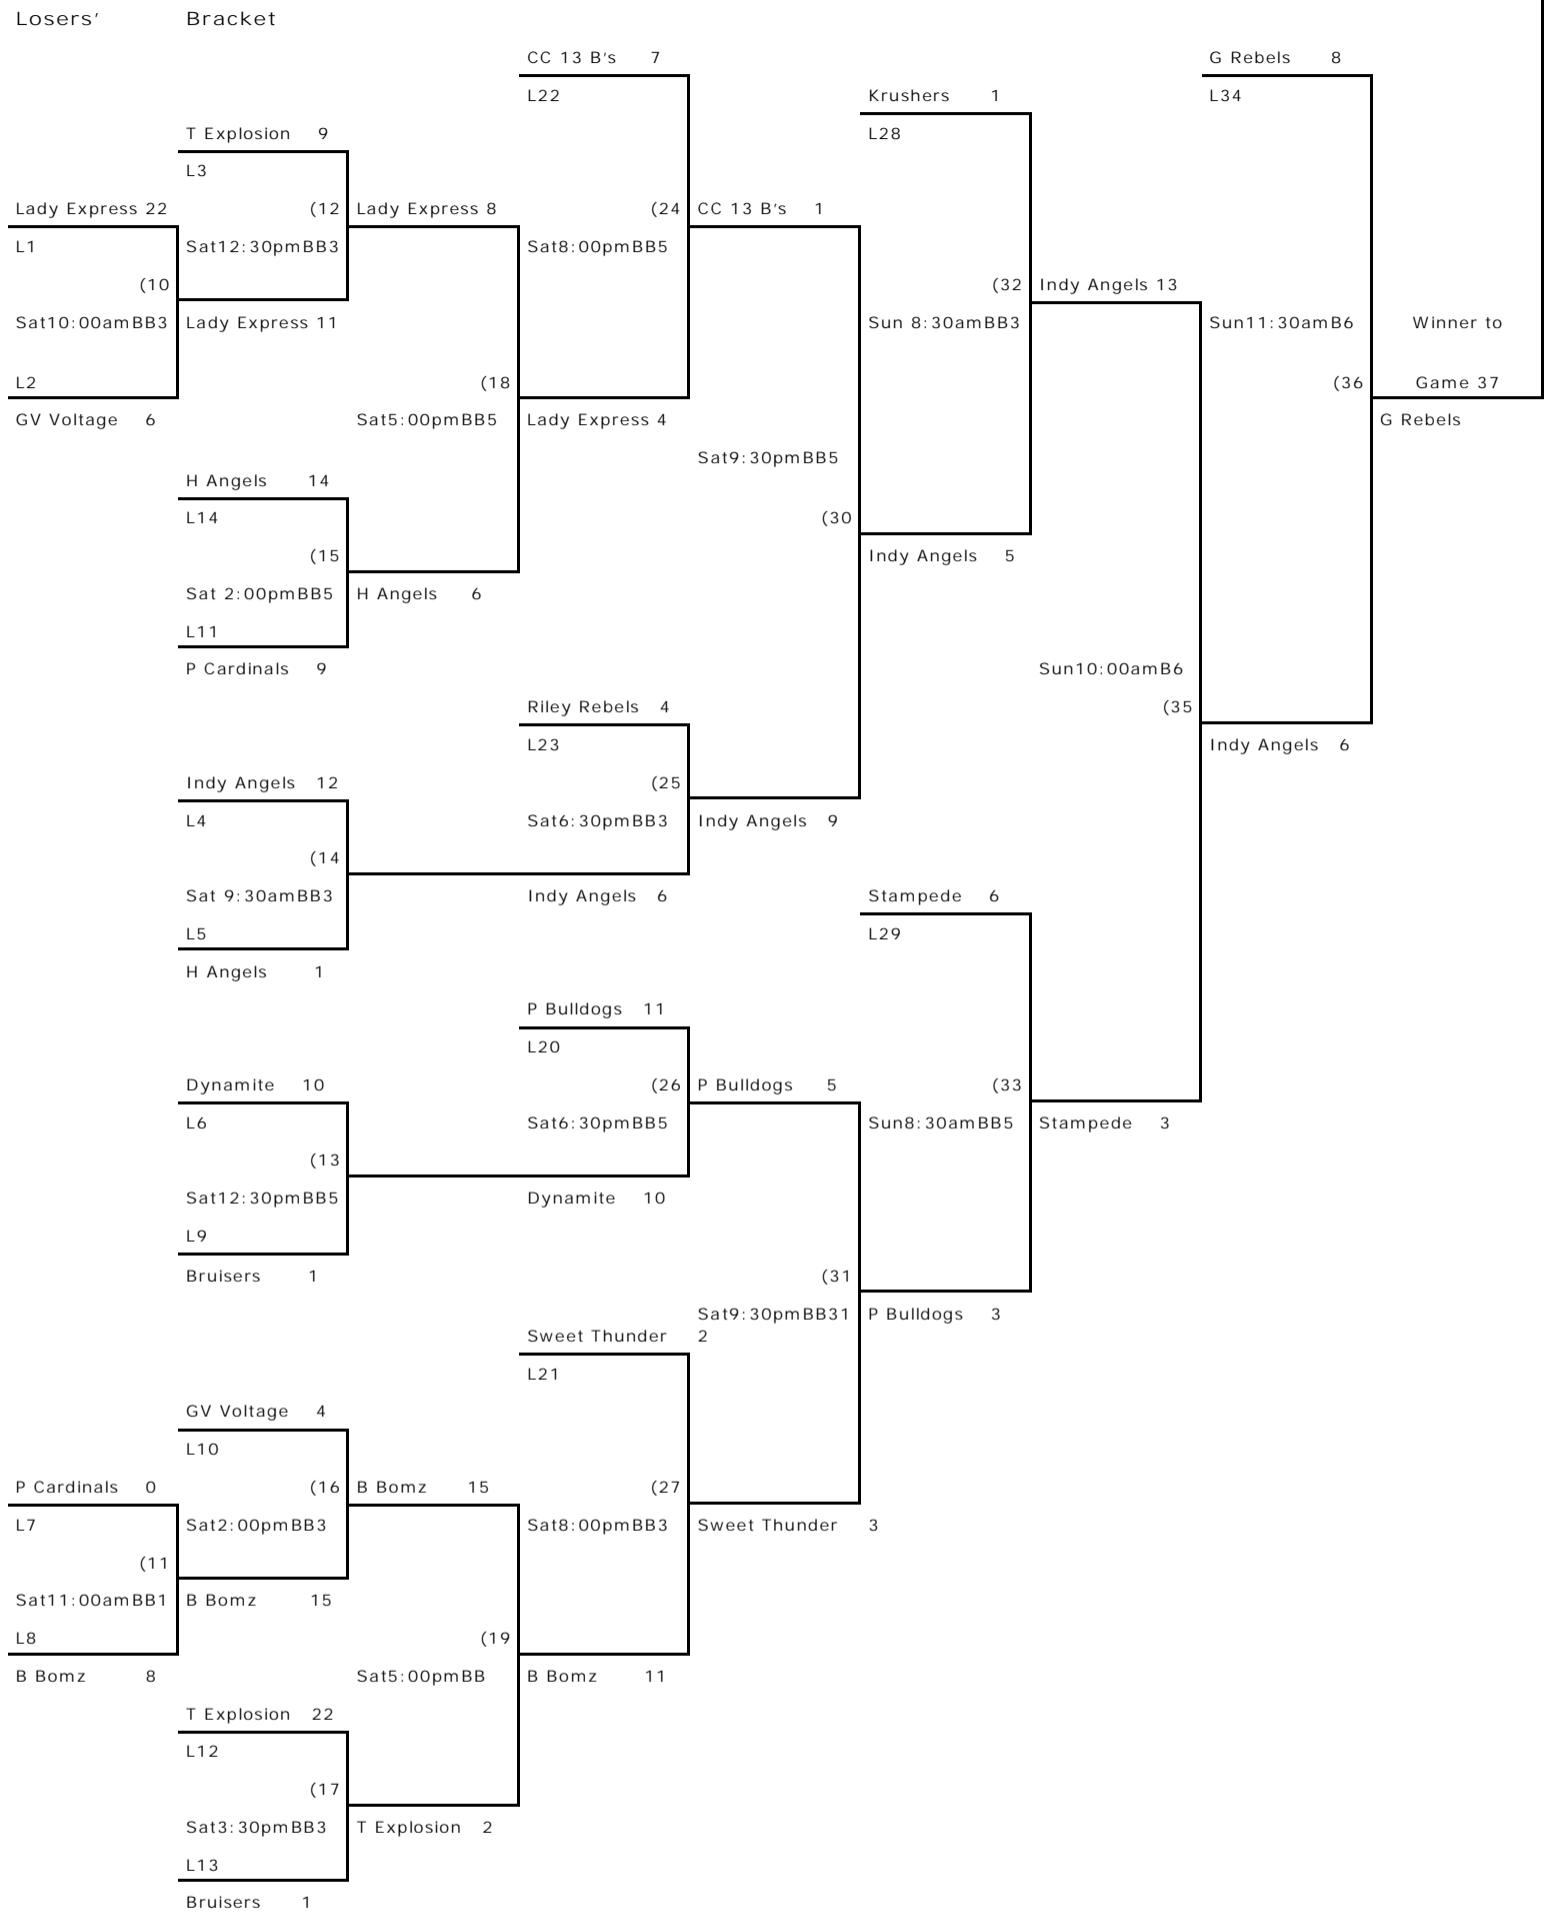 Losers' Bracket
CC 13 B's 7
G Rebels 8
L22
Krushers 1
L34
T Explosion 9
L28
L3
Lady Express 22
(12
Lady Express 8
(24
CC 13 B's 1
L1
Sat12:30pmBB3
Sat8:00pmBB5
(10
(32
Indy Angels 13
Sat10:00amBB3
Lady Express 11
Sun 8:30amBB3
Sun11:30amB6
Winner to
L2
(18
(36
Game 37
GV Voltage 6
Sat5:00pmBB5
Lady Express 4
G Rebels
Sat9:30pmBB5
H Angels 14
L14
(30
(15
Indy Angels 5
Sat 2:00pmBB5
H Angels 6
L11
P Cardinals 9
Sun10:00amB6
Riley Rebels 4
(35
L23
Indy Angels 6
Indy Angels 12
(25
L4
Sat6:30pmBB3
Indy Angels 9
(14
Sat 9:30amBB3
Indy Angels 6
Stampede 6
L5
L29
H Angels 1
P Bulldogs 11
L20
Dynamite 10
(26
P Bulldogs 5
(33
L6
Sat6:30pmBB5
Sun8:30amBB5
Stampede 3
(13
Sat12:30pmBB5
Dynamite 10
L9
Bruisers 1
(31
Sat9:30pmBB31
P Bulldogs 3
Sweet Thunder 2
L21
GV Voltage 4
L10
P Cardinals 0
(16
B Bomz 15
(27
L7
Sat2:00pmBB3
Sat8:00pmBB3
Sweet Thunder 3
(11
Sat11:00amBB1
B Bomz 15
L8
(19
B Bomz 8
Sat5:00pmBB
B Bomz 11
T Explosion 22
L12
(17
Sat3:30pmBB3
T Explosion 2
L13
Bruisers 1